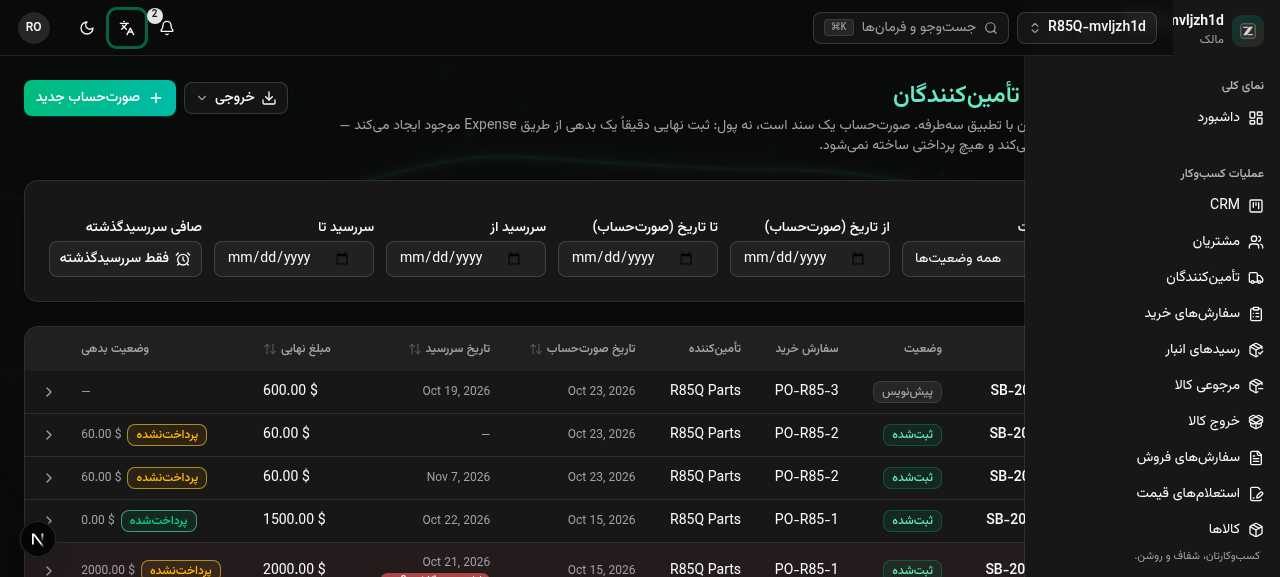 mvljzh1d
مالک
R85Q-mvljzh1d
جست‌وجو و فرمان‌ها
⌘K
2
RO
نمای کلی
داشبورد
عملیات کسب‌وکار
CRM
مشتریان
تأمین‌کنندگان
سفارش‌های خرید
رسیدهای انبار
مرجوعی کالا
خروج کالا
سفارش‌های فروش
استعلام‌های قیمت
کالاها
کسب‌وکارتان، شفاف و روشن.
تأمین‌کنندگان
خروجی
صورت‌حساب جدید
با تطبیق سه‌طرفه. صورت‌حساب یک سند است، نه پول: ثبت نهایی دقیقاً یک بدهی از طریق Expense موجود ایجاد می‌کند —
و هیچ پرداختی ساخته نمی‌شود.
از تاریخ (صورت‌حساب)
تا تاریخ (صورت‌حساب)
سررسید از
سررسید تا
صافی سررسیدگذشته
همه وضعیت‌ها
mm/dd/yyyy
mm/dd/yyyy
mm/dd/yyyy
mm/dd/yyyy
فقط سررسیدگذشته
وضعیت
سفارش خرید
تأمین‌کننده
تاریخ صورت‌حساب
تاریخ سررسید
مبلغ نهایی
وضعیت بدهی
SB-20 پیش‌نویس PO-R85-3 R85Q Parts Oct 23, 2026 Oct 19, 2026 600.00 $ —
SB-20 ثبت‌شده PO-R85-2 R85Q Parts Oct 23, 2026 — 60.00 $ پرداخت‌نشده 60.00 $
SB-20 ثبت‌شده PO-R85-2 R85Q Parts Oct 23, 2026 Nov 7, 2026 60.00 $ پرداخت‌نشده 60.00 $
SB-20 ثبت‌شده PO-R85-1 R85Q Parts Oct 15, 2026 Oct 22, 2026 1500.00 $ پرداخت‌شده 0.00 $
SB-20 ثبت‌شده PO-R85-1 R85Q Parts Oct 15, 2026 Oct 21, 2026 2000.00 $ پرداخت‌نشده 2000.00 $
N